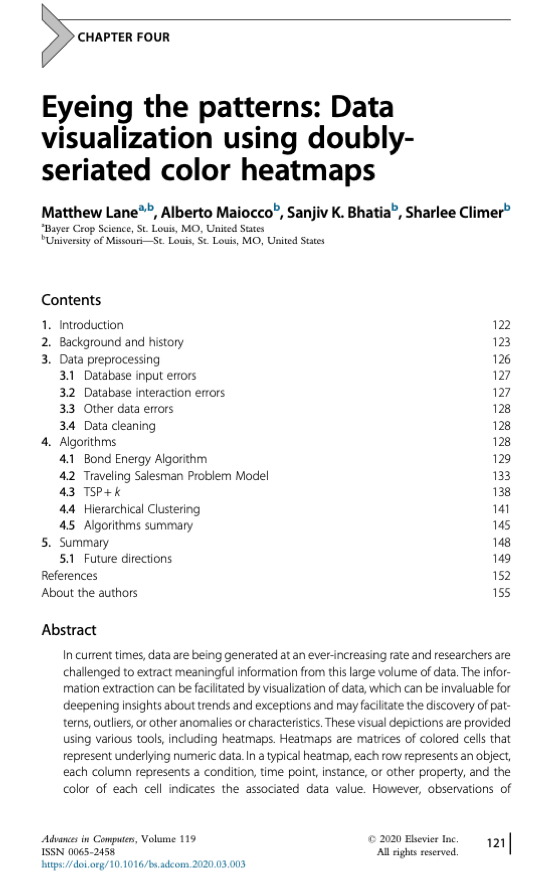 CHAPTER FOUR
Eyeing the patterns: Data
visualization using doubly-
seriated color heatmaps
Matthew Laneᵃ,ᵇ, Alberto Maioccoᵇ, Sanjiv K. Bhatiaᵇ, Sharlee Climerᵇ
ᵃBayer Crop Science, St. Louis, MO, United States
ᵇUniversity of Missouri—St. Louis, St. Louis, MO, United States
Contents
1. Introduction 122
2. Background and history 123
3. Data preprocessing 126
3.1 Database input errors 127
3.2 Database interaction errors 127
3.3 Other data errors 128
3.4 Data cleaning 128
4. Algorithms 128
4.1 Bond Energy Algorithm 129
4.2 Traveling Salesman Problem Model 133
4.3 TSP + k 138
4.4 Hierarchical Clustering 141
4.5 Algorithms summary 145
5. Summary 148
5.1 Future directions 149
References 152
About the authors 155
Abstract
In current times, data are being generated at an ever-increasing rate and researchers are
challenged to extract meaningful information from this large volume of data. The infor-
mation extraction can be facilitated by visualization of data, which can be invaluable for
deepening insights about trends and exceptions and may facilitate the discovery of pat-
terns, outliers, or other anomalies or characteristics. These visual depictions are provided
using various tools, including heatmaps. Heatmaps are matrices of colored cells that
represent underlying numeric data. In a typical heatmap, each row represents an object,
each column represents a condition, time point, instance, or other property, and the
color of each cell indicates the associated data value. However, observations of
Advances in Computers, Volume 119
ISSN 0065-2458
https://doi.org/10.1016/bs.adcom.2020.03.003
© 2020 Elsevier Inc.
All rights reserved.
121